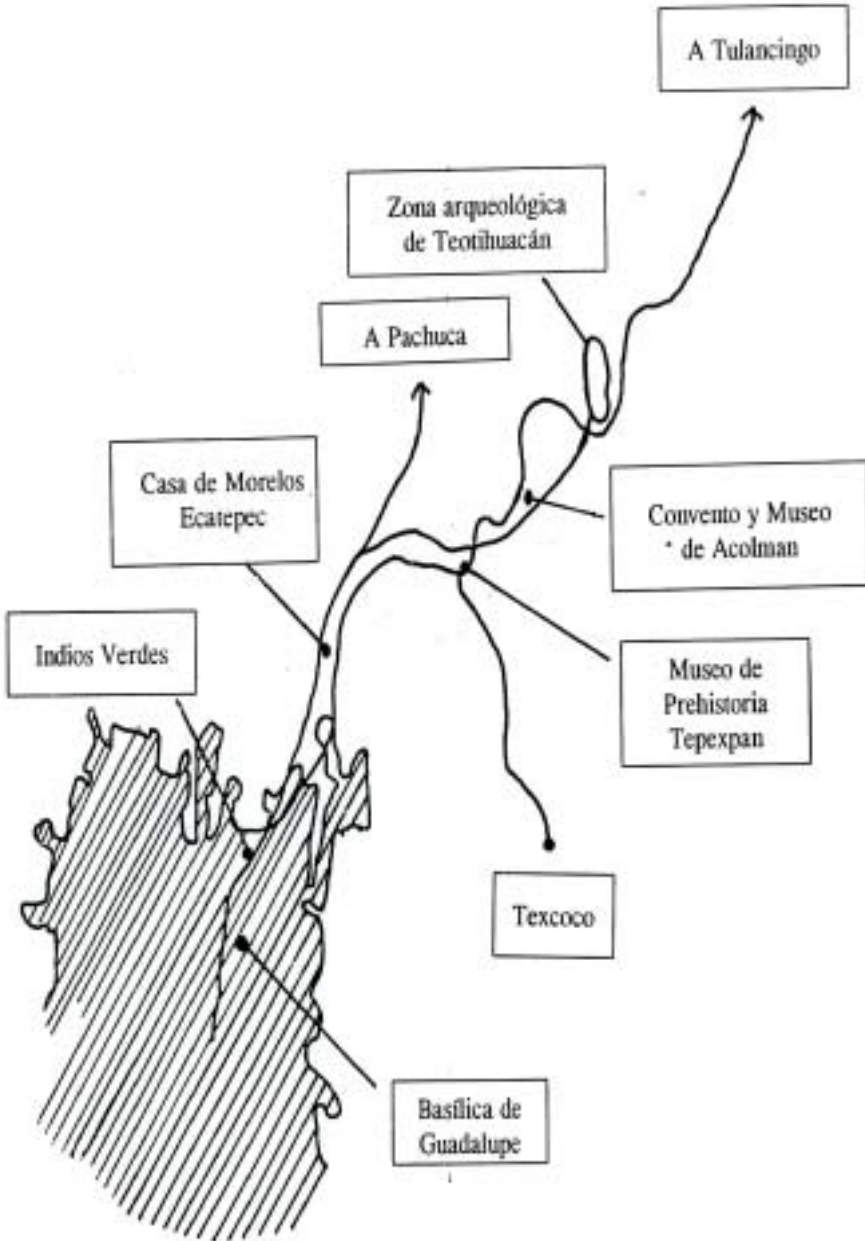 A Tulancingo
Zona arqueológica
de Teotihuacán
A Pachuca
Casa de Morelos
Ecatepec
Convento y Museo
de Acolman
Indios Verdes
Museo de
Prehistoria
Tepexpan
Texcoco
Basílica de
Guadalupe